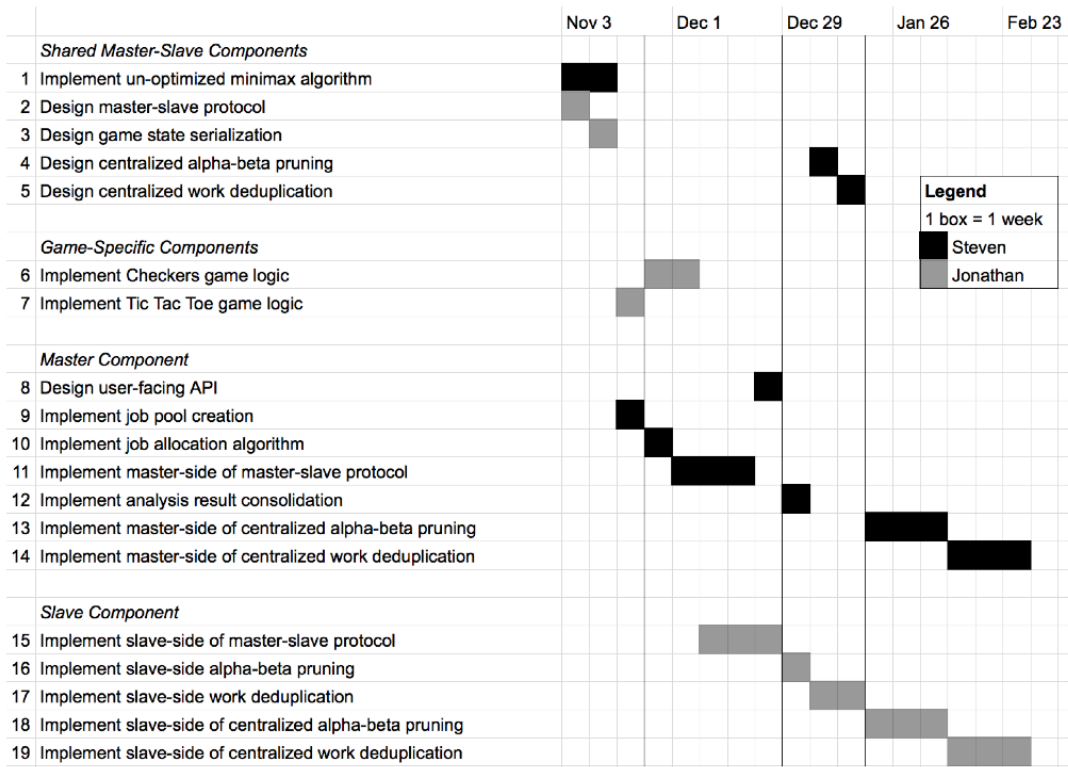 Nov 3 Dec 1 Dec 29 Jan 26 Feb 23
Shared Master-Slave Components
1 Implement un-optimized minimax algorithm
2 Design master-slave protocol
3 Design game state serialization
4 Design centralized alpha-beta pruning
5 Design centralized work deduplication
Legend
1 box = 1 week
Steven
Jonathan
Game-Specific Components
6 Implement Checkers game logic
7 Implement Tic Tac Toe game logic
Master Component
8 Design user-facing API
9 Implement job pool creation
10 Implement job allocation algorithm
11 Implement master-side of master-slave protocol
12 Implement analysis result consolidation
13 Implement master-side of centralized alpha-beta pruning
14 Implement master-side of centralized work deduplication
Slave Component
15 Implement slave-side of master-slave protocol
16 Implement slave-side alpha-beta pruning
17 Implement slave-side work deduplication
18 Implement slave-side of centralized alpha-beta pruning
19 Implement slave-side of centralized work deduplication